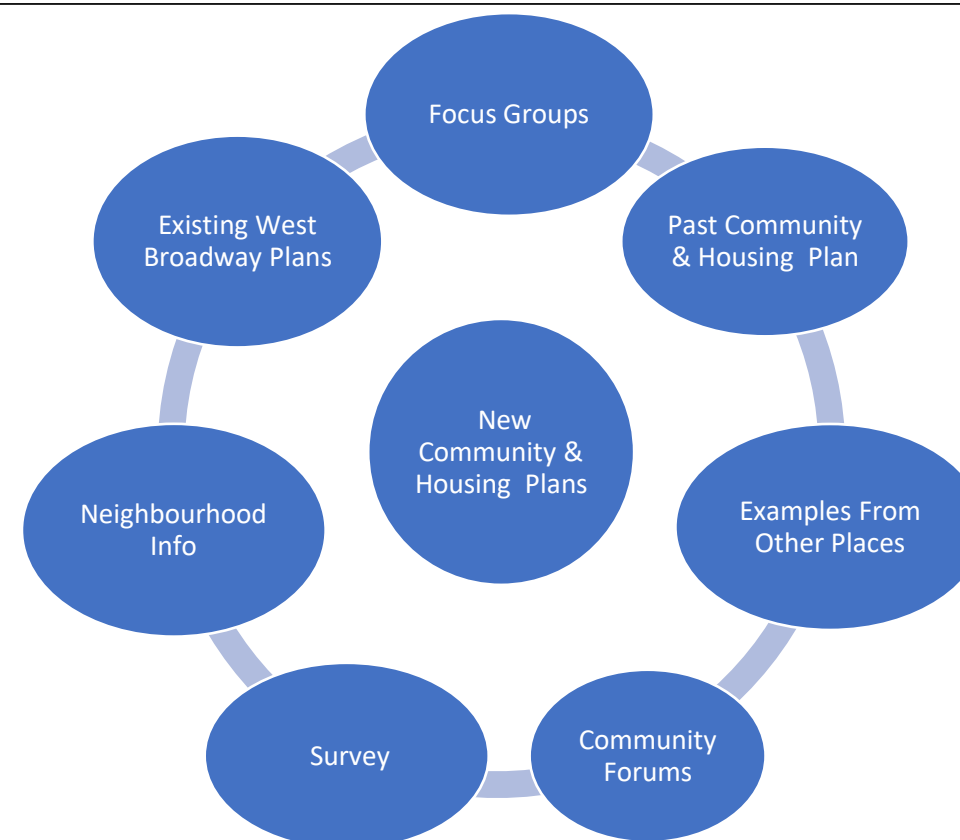 Focus Groups
Past Community
& Housing  Plan
Examples From
Other Places
Community
Forums
Survey
Neighbourhood
Info
Existing West
Broadway Plans
New
Community &
Housing  Plans